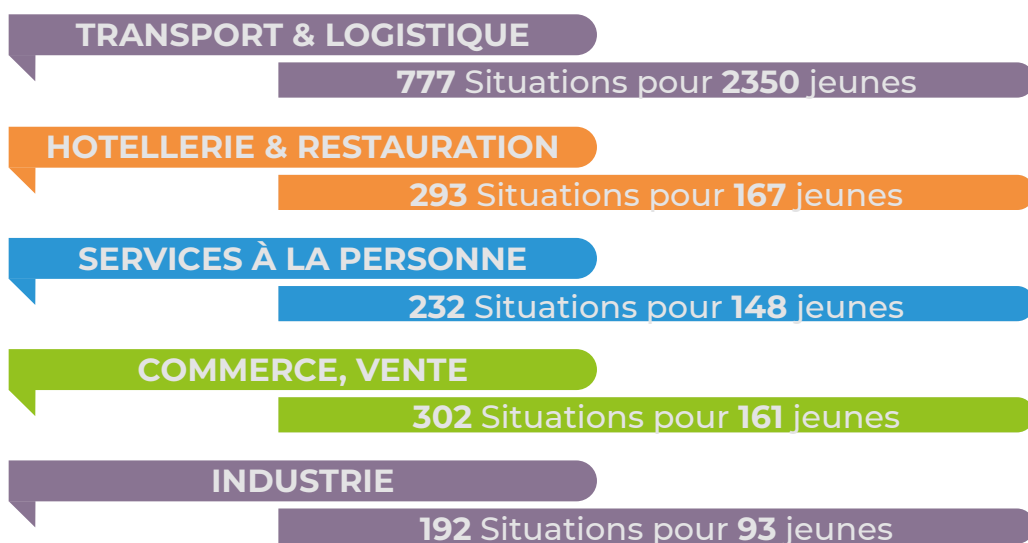 TRANSPORT & LOGISTIQUE
777 Situations pour 2350 jeunes
HOTELLERIE & RESTAURATION
293 Situations pour 167 jeunes
SERVICES À LA PERSONNE
232 Situations pour 148 jeunes
COMMERCE, VENTE
302 Situations pour 161 jeunes
INDUSTRIE
192 Situations pour 93 jeunes